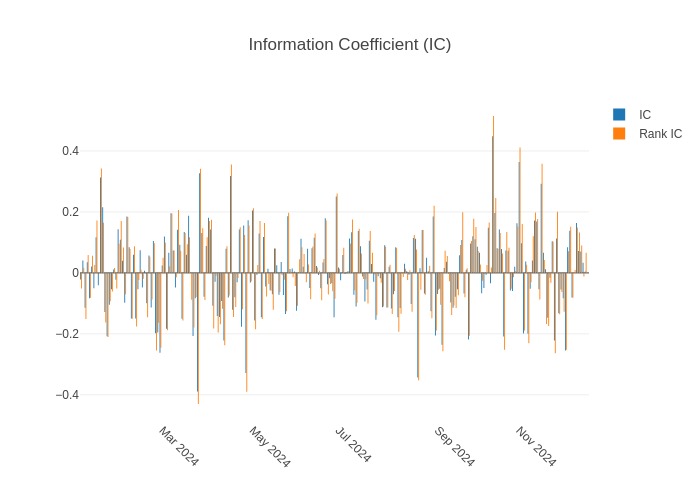 Information Coefficient (IC)
IC
Rank IC
0.4
0.2
0
−0.2
−0.4
Mar 2024
May 2024
Jul 2024
Sep 2024
Nov 2024